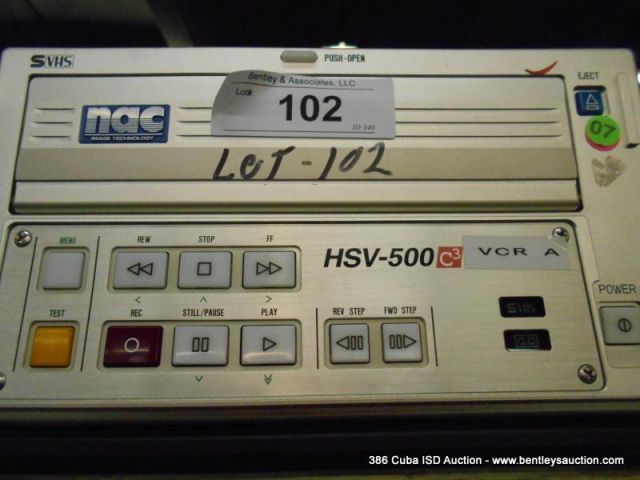 SVHS
PUSH-OPEN
EJECT
Bentley & Associates, LLC
Lot#:
102
ID:340
nac
IMAGE TECHNOLOGY
07
LOT-102
MENU
REW
STOP
FF
HSV-500 C3
VCR A
POWER
TEST
REC
STILL/PAUSE
PLAY
REV STEP
FWD STEP
SVHS
386 Cuba ISD Auction - www.bentleysauction.com